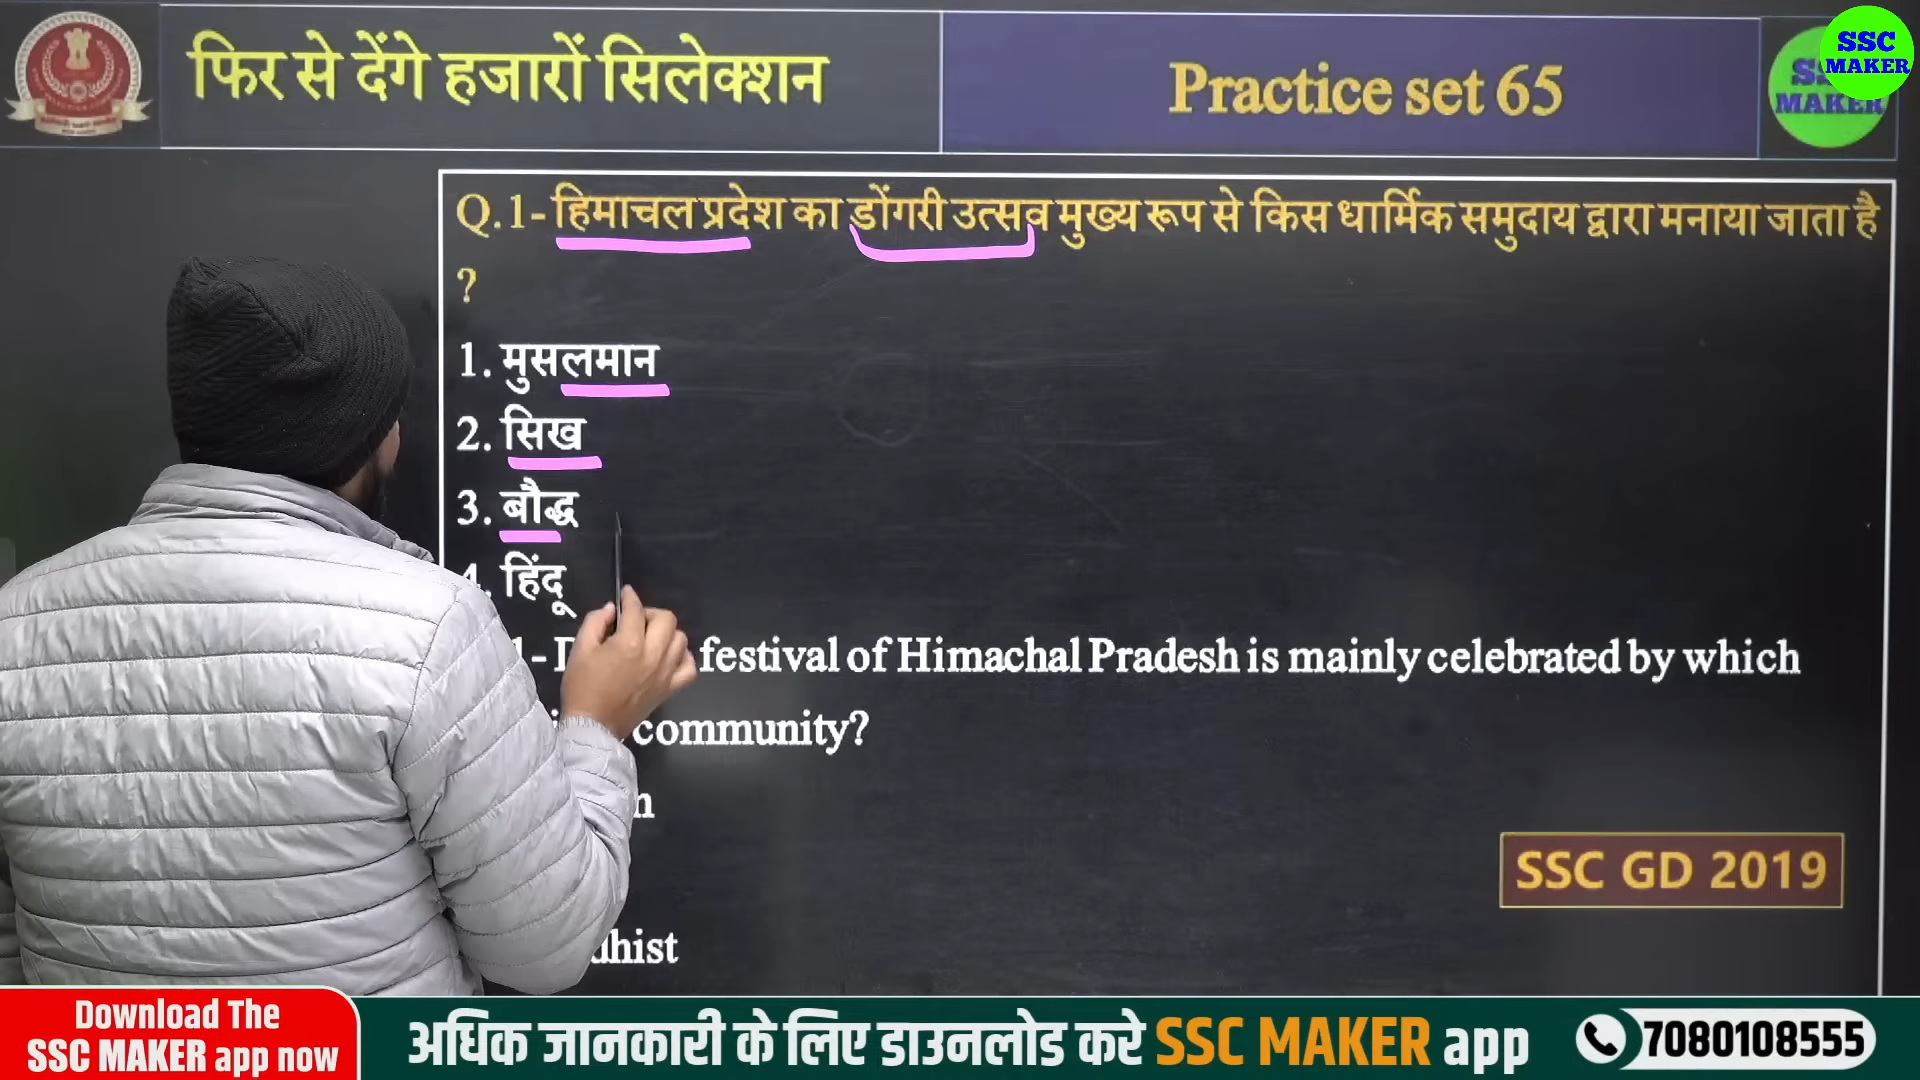 फिर से देंगे हजारों सिलेक्शन
Practice set 65
SSC
MAKER
MAKER
Q.1- हिमाचल प्रदेश का डोंगरी उत्सव मुख्य रूप से किस धार्मिक समुदाय द्वारा मनाया जाता है
?
1. मुसलमान
2. सिख
3. बौद्ध
4. हिंदू
festival of Himachal Pradesh is mainly celebrated by which
community?
SSC GD 2019
Download The
SSC MAKER app now
अधिक जानकारी के लिए डाउनलोड करे SSC MAKER app
7080108555